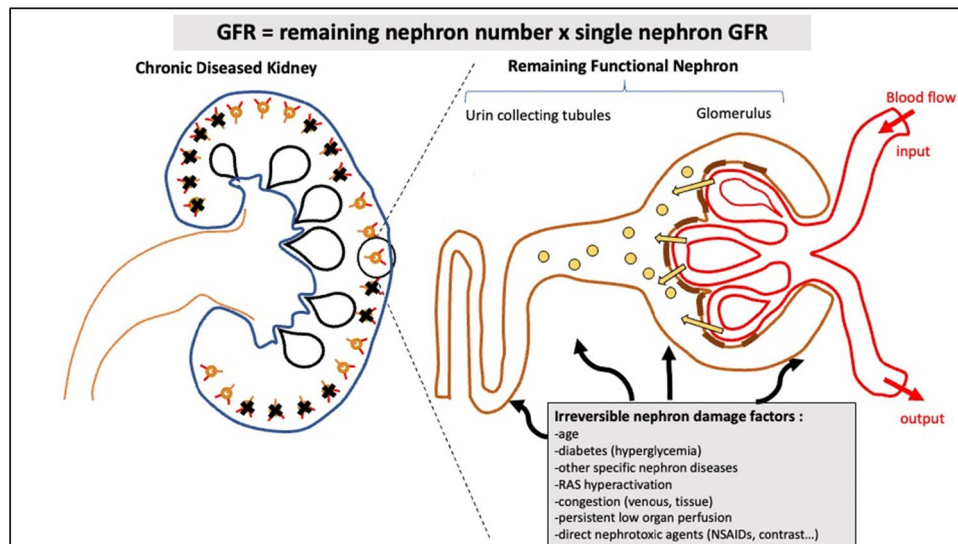 GFR = remaining nephron number x single nephron GFR
Chronic Diseased Kidney
Remaining Functional Nephron
Urin collecting tubules
Glomerulus
Blood flow
input
output
Irreversible nephron damage factors :
-age
-diabetes (hyperglycemia)
-other specific nephron diseases
-RAS hyperactivation
-congestion (venous, tissue)
-persistent low organ perfusion
-direct nephrotoxic agents (NSAIDs, contrast...)